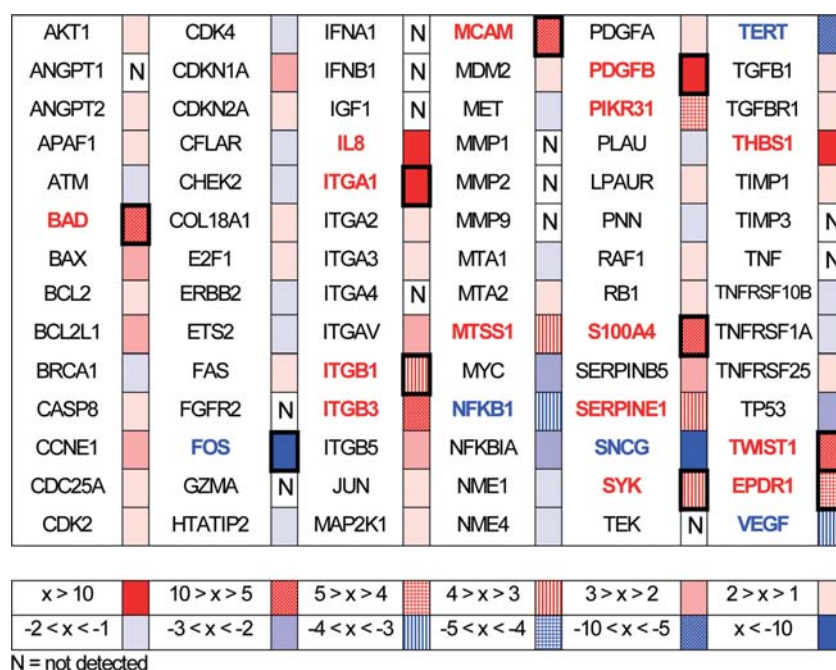 AKT1 CDK4 IFNA1 N MCAM PDGFA TERT
ANGPT1 N CDKN1A IFNB1 N MDM2 PDGFB TGFB1
ANGPT2 CDKN2A IGF1 N MET PIKR31 TGFBR1
APAF1 CFLAR IL8 MMP1 N PLAU THBS1
ATM CHEK2 ITGA1 MMP2 N LPAUR TIMP1
BAD COL18A1 ITGA2 MMP9 N PNN TIMP3 N
BAX E2F1 ITGA3 MTA1 RAF1 TNF N
BCL2 ERBB2 ITGA4 N MTA2 RB1 TNFRSF10B
BCL2L1 ETS2 ITGAV MTSS1 S100A4 TNFRSF1A
BRCA1 FAS ITGB1 MYC SERPINB5 TNFRSF25
CASP8 FGFR2 N ITGB3 NFKB1 SERPINE1 TP53
CCNE1 FOS ITGB5 NFKBIA SNCG TWIST1
CDC25A GZMA N JUN NME1 SYK EPDR1
CDK2 HTATIP2 MAP2K1 NME4 TEK N VEGF
x > 10 10 > x > 5 5 > x > 4 4 > x > 3 3 > x > 2 2 > x > 1
-2 < x < -1 -3 < x < -2 -4 < x < -3 -5 < x < -4 -10 < x < -5 x < -10
N = not detected